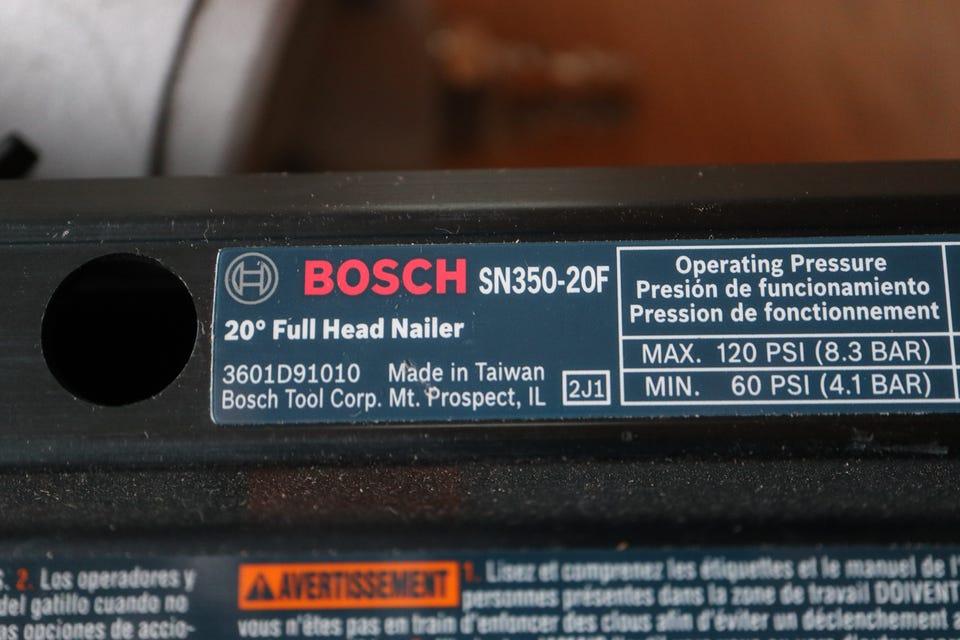 BOSCH SN350-20F
20° Full Head Nailer
3601D91010 Made in Taiwan
Bosch Tool Corp. Mt. Prospect, IL 2J1
Operating Pressure
Presión de funcionamiento
Pression de fonctionnement
MAX. 120 PSI (8.3 BAR)
MIN. 60 PSI (4.1 BAR)
S. 2. Los operadores y
del gatillo cuando no
as opciones de accio-
AVERTISSEMENT 1. Lisez et comprenez les étiquettes et le manuel de l'
personnes présentes dans la zone de travail DOIVENT
vous n'êtes pas en train d'enfoncer des clous afin d'éviter un déclenchement a